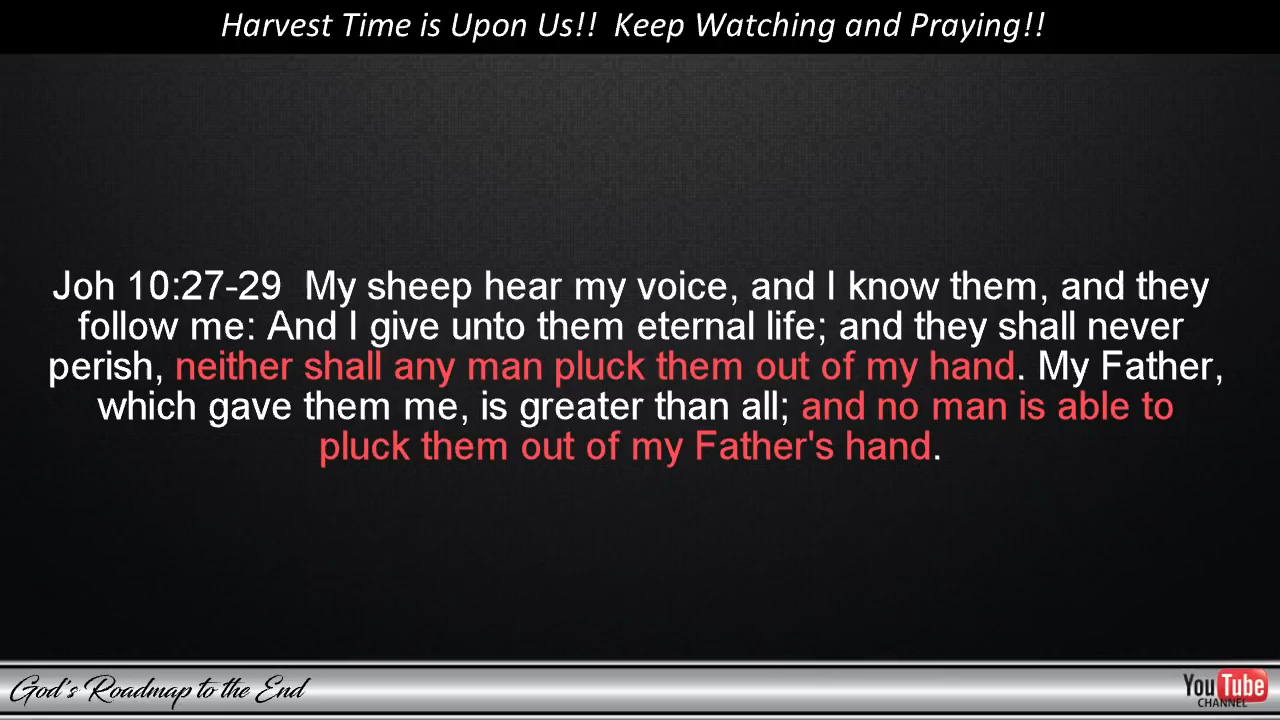 Harvest Time is Upon Us!!  Keep Watching and Praying!!
Joh 10:27-29  My sheep hear my voice, and I know them, and they
follow me: And I give unto them eternal life; and they shall never
perish, neither shall any man pluck them out of my hand. My Father,
which gave them me, is greater than all; and no man is able to
pluck them out of my Father's hand.
God's Roadmap to the End
YouTube
CHANNEL